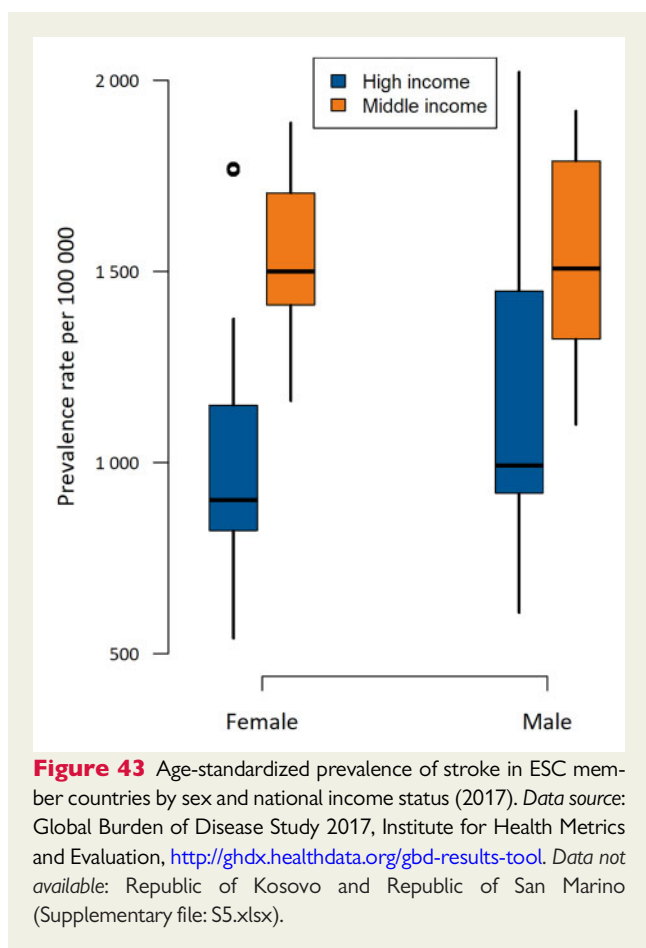 High income
Middle income
Prevalence rate per 100 000
2 000
1 500
1 000
500
Female
Male
Figure 43 Age-standardized prevalence of stroke in ESC mem-
ber countries by sex and national income status (2017). Data source:
Global Burden of Disease Study 2017, Institute for Health Metrics
and Evaluation, http://ghdx.healthdata.org/gbd-results-tool. Data not
available: Republic of Kosovo and Republic of San Marino
(Supplementary file: S5.xlsx).